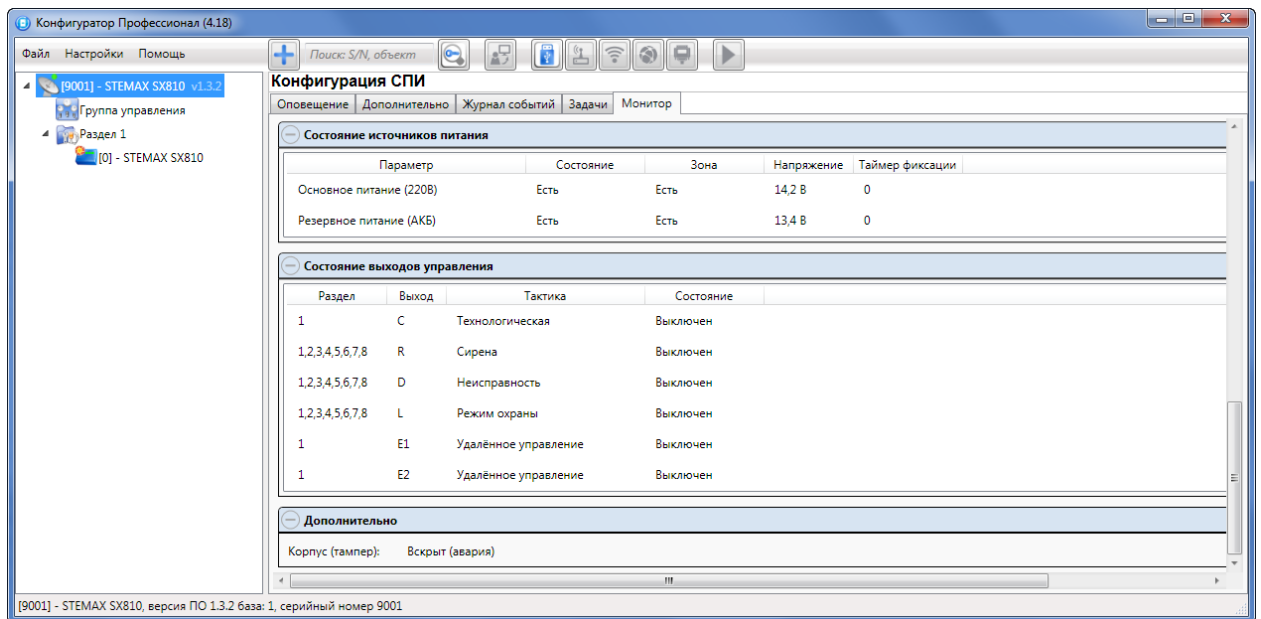 Конфигуратор Профессионал (4.18)
Файл Настройки Помощь Поиск: S/N, объект
[9001] - STEMAX SX810 v1.3.2
Группа управления
Раздел 1
[0] - STEMAX SX810
Конфигурация СПИ
Оповещение Дополнительно Журнал событий Задачи Монитор
Состояние источников питания
Параметр Состояние Зона Напряжение Таймер фиксации
Основное питание (220В) Есть Есть 14,2 В 0
Резервное питание (АКБ) Есть Есть 13,4 В 0
Состояние выходов управления
Раздел Выход Тактика Состояние
1 C Технологическая Выключен
1,2,3,4,5,6,7,8 R Сирена Выключен
1,2,3,4,5,6,7,8 D Неисправность Выключен
1,2,3,4,5,6,7,8 L Режим охраны Выключен
1 E1 Удалённое управление Выключен
1 E2 Удалённое управление Выключен
Дополнительно
Корпус (тампер): Вскрыт (авария)
[9001] - STEMAX SX810, версия ПО 1.3.2 база: 1, серийный номер 9001